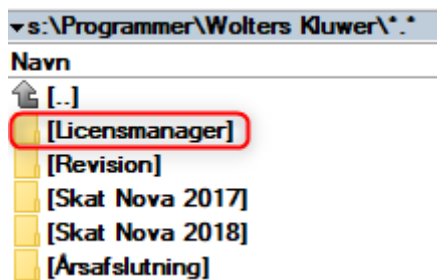 s:\Programmer\Wolters Kluwer\*.*
Navn
[..]
[Licensmanager]
[Revision]
[Skat Nova 2017]
[Skat Nova 2018]
[Årsafslutning]